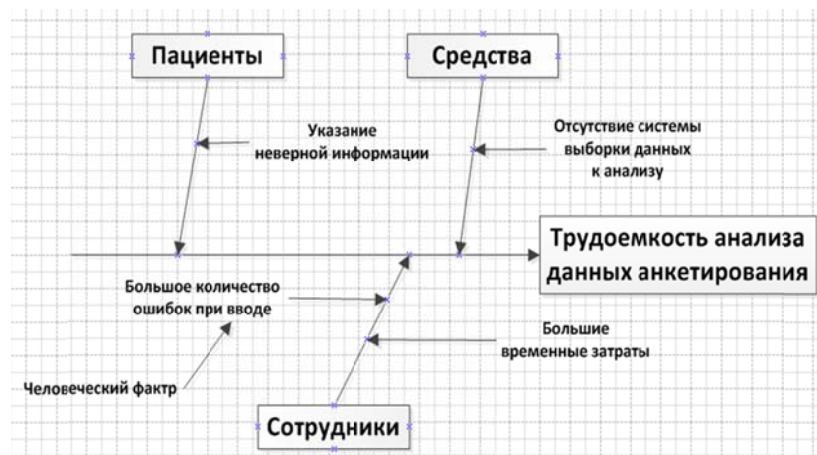 Пациенты
Средства
Указание
неверной информации
Отсутствие системы
выборки данных
к анализу
Трудоемкость анализа
данных анкетирования
Большое количество
ошибок при вводе
Большие
временные затраты
Человеческий фактр
Сотрудники